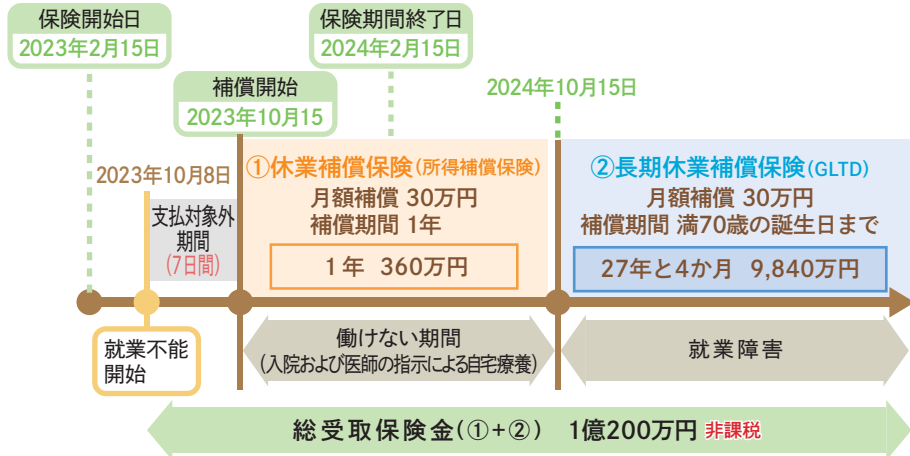 保険開始日
2023年2月15日
保険期間終了日
2024年2月15日
補償開始
2023年10月15
2024年10月15日
2023年10月8日
支払対象外
期間
(7日間)
①休業補償保険(所得補償保険)
月額補償 30万円
補償期間 1年
1年 360万円
②長期休業補償保険(GLTD)
月額補償 30万円
補償期間 満70歳の誕生日まで
27年と4か月 9,840万円
就業不能
開始
働けない期間
(入院および医師の指示による自宅療養)
就業障害
総受取保険金(①+②) 1億200万円 非課税